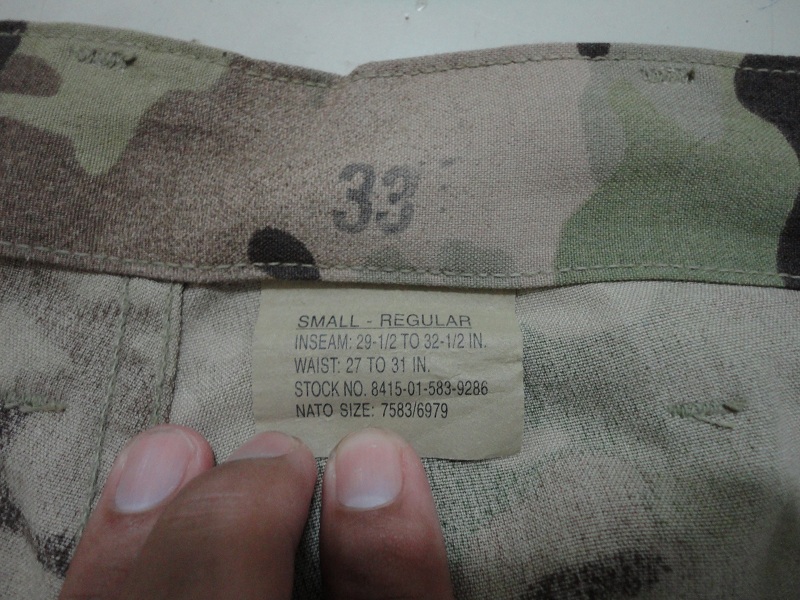 33
SMALL - REGULAR
INSEAM: 29-1/2 TO 32-1/2 IN.
WAIST: 27 TO 31 IN.
STOCK NO. 8415-01-583-9286
NATO SIZE: 7583/6979